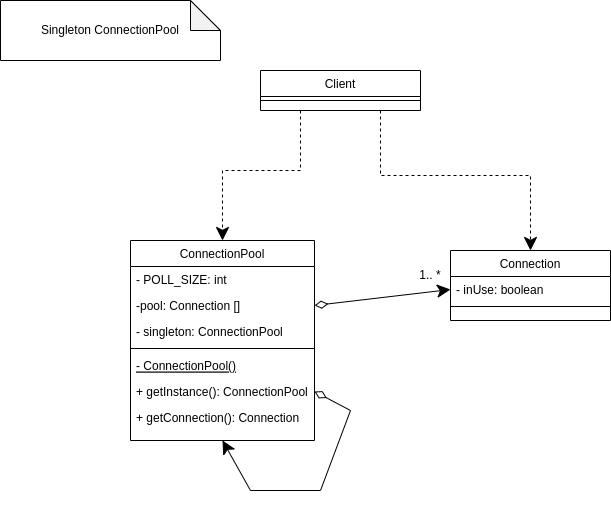 Singleton ConnectionPool
Client
ConnectionPool
- POLL_SIZE: int
-pool: Connection []
- singleton: ConnectionPool
- ConnectionPool()
+ getInstance(): ConnectionPool
+ getConnection(): Connection
1.. *
Connection
- inUse: boolean